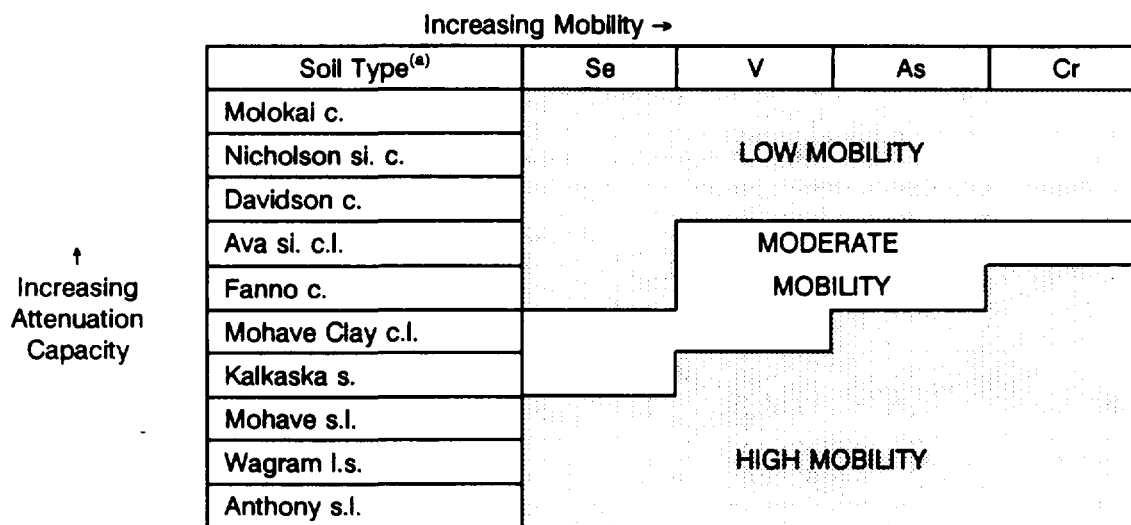 Increasing Mobility →
Soil Type(a) Se V As Cr
Molokai c.
Nicholson si. c. LOW MOBILITY
Davidson c.
Ava si. c.l. MODERATE
Fanno c. MOBILITY
Mohave Clay c.l.
Kalkaska s.
Mohave s.l.
Wagram l.s. HIGH MOBILITY
Anthony s.l.
↑
Increasing
Attenuation
Capacity